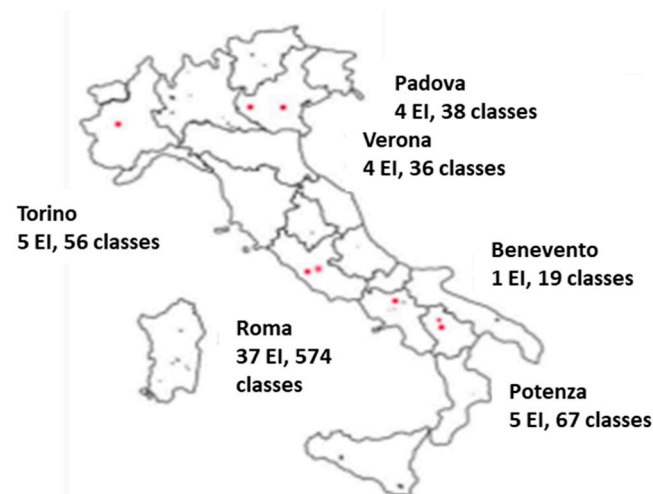 Padova
4 EI, 38 classes
Verona
4 EI, 36 classes
Torino
5 EI, 56 classes
Benevento
1 EI, 19 classes
Roma
37 EI, 574
classes
Potenza
5 EI, 67 classes